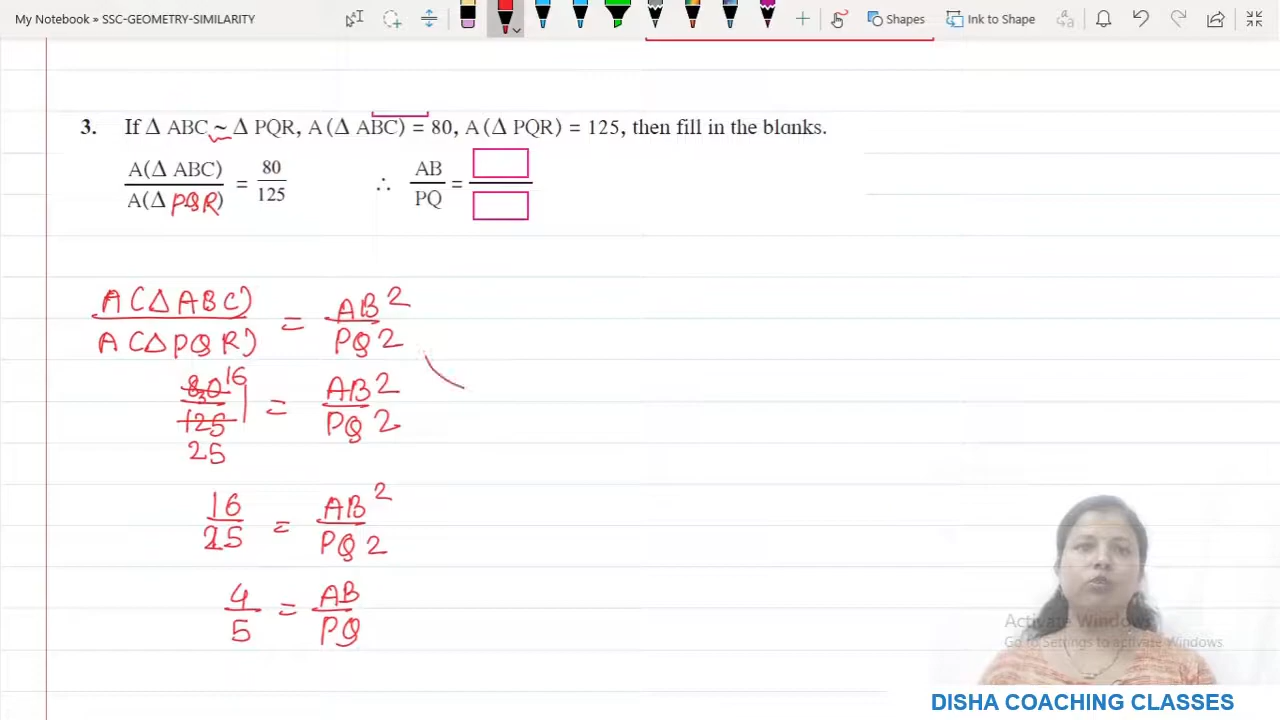 My Notebook » SSC-GEOMETRY-SIMILARITY
Shapes
Ink to Shape
3. If Δ ABC ~ Δ PQR, A (Δ ABC) = 80, A (Δ PQR) = 125, then fill in the blanks.
A(Δ ABC) / A(Δ PQR) = 80 / 125 ∴ AB / PQ =
A(Δ ABC) / A(Δ PQR) = AB² / PQ²
80 16 / 125 25 = AB² / PQ²
16 / 25 = AB² / PQ²
4 / 5 = AB / PQ
Activate Windows
Go to Settings to activate Windows
DISHA COACHING CLASSES